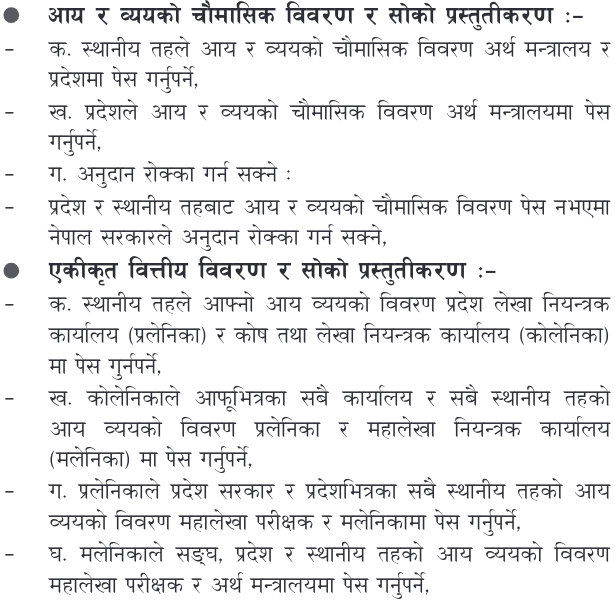 ● आय र व्ययको चौमासिक विवरण र सोको प्रस्तुतीकरण :–
– क. स्थानीय तहले आय र व्ययको चौमासिक विवरण अर्थ मन्त्रालय र
प्रदेशमा पेस गर्नुपर्ने,
– ख. प्रदेशले आय र व्ययको चौमासिक विवरण अर्थ मन्त्रालयमा पेस
गर्नुपर्ने,
– ग. अनुदान रोक्का गर्न सक्ने :
– प्रदेश र स्थानीय तहबाट आय र व्ययको चौमासिक विवरण पेस नभएमा
नेपाल सरकारले अनुदान रोक्का गर्न सक्ने,
● एकीकृत वित्तीय विवरण र सोको प्रस्तुतीकरण :–
– क. स्थानीय तहले आफ्नो आय व्ययको विवरण प्रदेश लेखा नियन्त्रक
कार्यालय (प्रलेनिका) र कोष तथा लेखा नियन्त्रक कार्यालय (कोलेनिका)
मा पेस गुर्नपर्ने,
– ख. कोलेनिकाले आफूभित्रका सबै कार्यालय र सबै स्थानीय तहको
आय व्ययको विवरण प्रलेनिका र महालेखा नियन्त्रक कार्यालय
(मलेनिका) मा पेस गर्नुपर्ने,
– ग. प्रलेनिकाले प्रदेश सरकार र प्रदेशभित्रका सबै स्थानीय तहको आय
व्ययको विवरण महालेखा परीक्षक र मलेनिकामा पेस गर्नुपर्ने,
– घ. मलेनिकाले सङ्घ, प्रदेश र स्थानीय तहको आय व्ययको विवरण
महालेखा परीक्षक र अर्थ मन्त्रालयमा पेस गर्नुपर्ने,